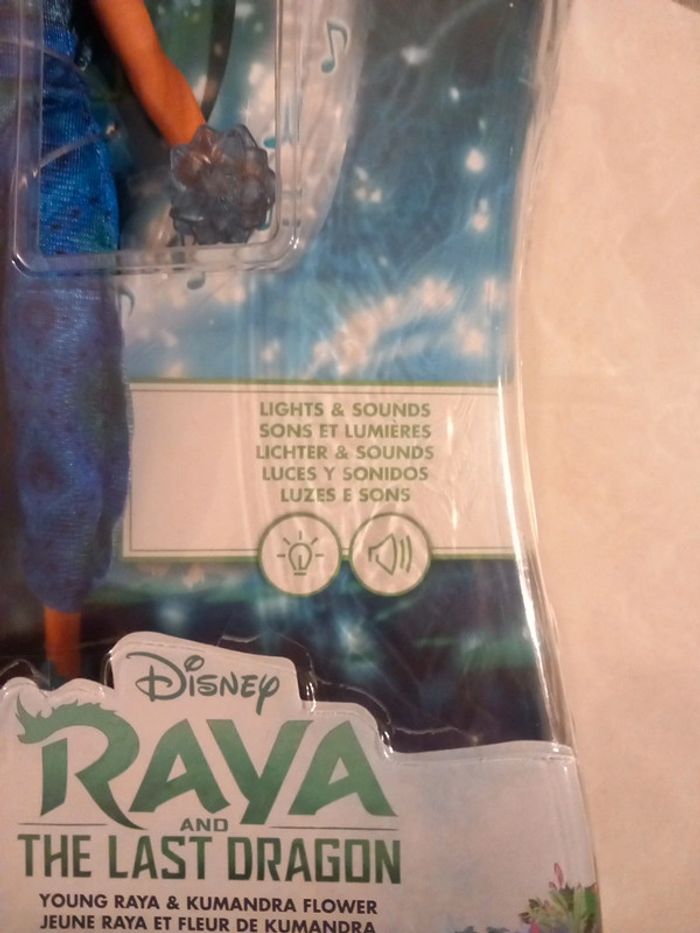 LIGHTS & SOUNDS
SONS ET LUMIÈRES
LICHTER & SOUNDS
LUCES Y SONIDOS
LUZES E SONS
DISNEY
RAYA
AND
THE LAST DRAGON
YOUNG RAYA & KUMANDRA FLOWER
JEUNE RAYA ET FLEUR DE KUMANDRA